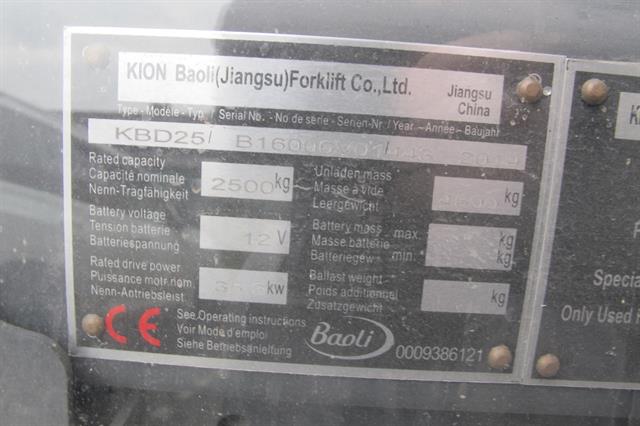 KION Baoli(Jiangsu)Forklift Co.,Ltd.
Jiangsu
China
Type - Modèle - Typ / Serial No. - No de série - Serien-Nr / Year - Année - Baujahr
KBD25/
Rated capacity
Capacité nominale
Nenn-Tragfähigkeit
2500 kg
Unladen mass
Masse à vide
Leergewicht
kg
Battery voltage
Tension batterie
Batteriespannung
12 V
Battery mass max.
Masse batterie
Batteriegew. min.
kg
kg
Rated drive power
Puissance motr.nom.
Nenn-Antriebsleist.
kw
Ballast weight
Poids additionnel
Zusatzgewicht
kg
CE
See Operating instructions
Voir Mode d'emploi
Siehe Betriebsanleitung
Baoli
0009386121
Special
Only Used